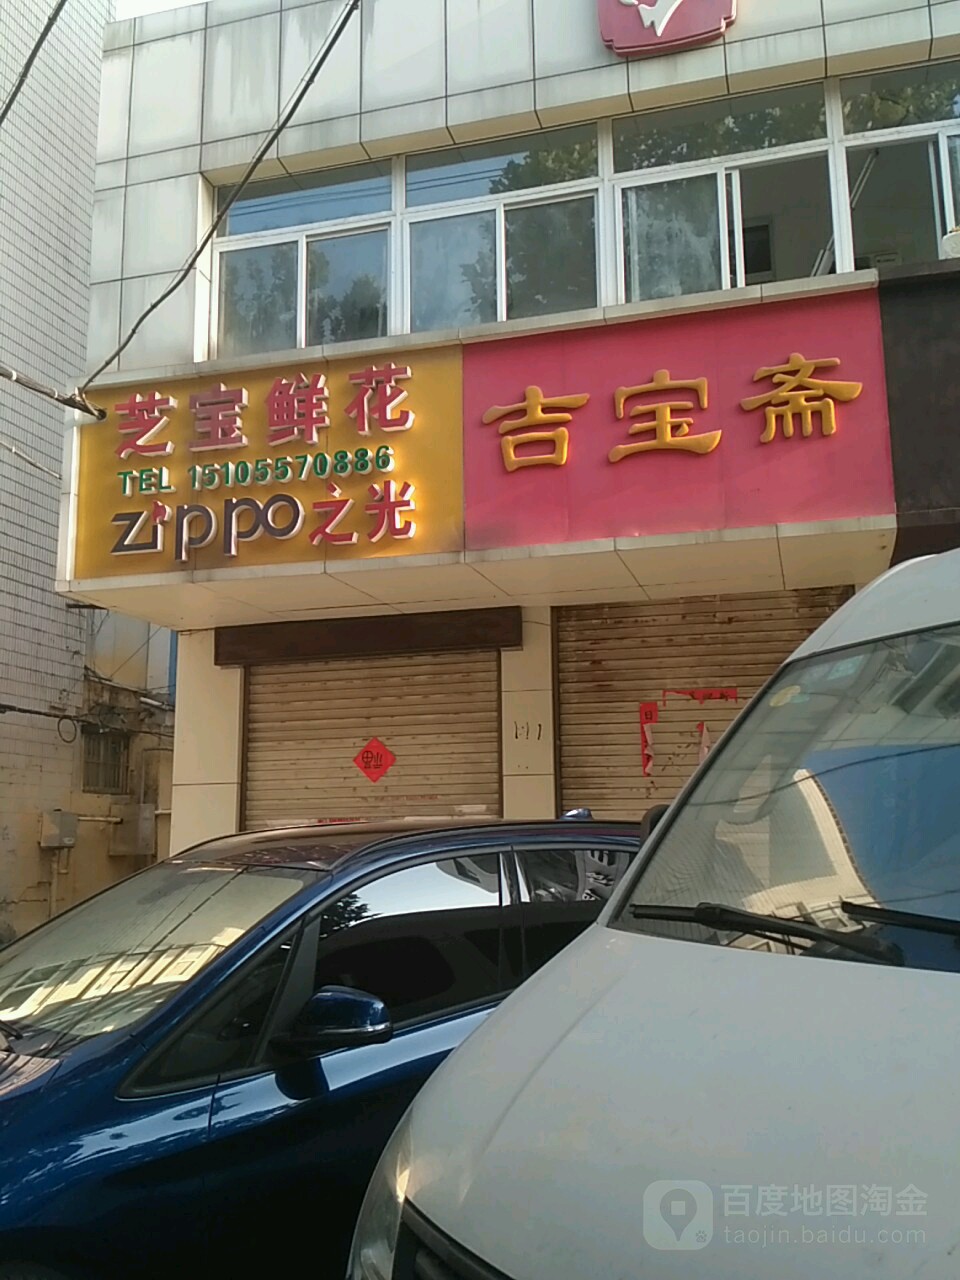 芝宝鲜花
TEL 15105570886
zippo之光
吉宝斋
福
百度地图淘金
taojin.baidu.com